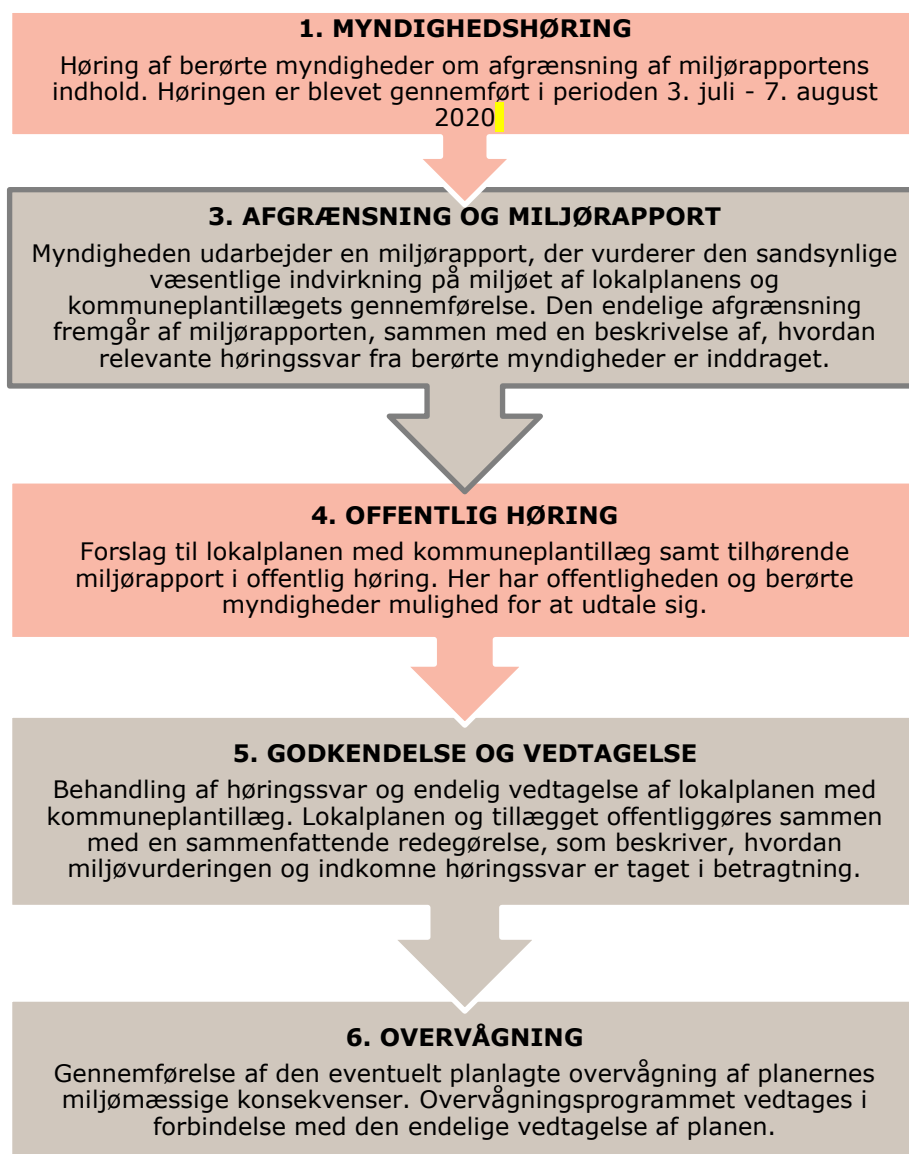 1. MYNDIGHEDSHØRING
Høring af berørte myndigheder om afgrænsning af miljørapportens
indhold. Høringen er blevet gennemført i perioden 3. juli - 7. august
2020
3. AFGRÆNSNING OG MILJØRAPPORT
Myndigheden udarbejder en miljørapport, der vurderer den sandsynlige
væsentlige indvirkning på miljøet af lokalplanens og
kommuneplantillægets gennemførelse. Den endelige afgrænsning
fremgår af miljørapporten, sammen med en beskrivelse af, hvordan
relevante høringssvar fra berørte myndigheder er inddraget.
4. OFFENTLIG HØRING
Forslag til lokalplanen med kommuneplantillæg samt tilhørende
miljørapport i offentlig høring. Her har offentligheden og berørte
myndigheder mulighed for at udtale sig.
5. GODKENDELSE OG VEDTAGELSE
Behandling af høringssvar og endelig vedtagelse af lokalplanen med
kommuneplantillæg. Lokalplanen og tillægget offentliggøres sammen
med en sammenfattende redegørelse, som beskriver, hvordan
miljøvurderingen og indkomne høringssvar er taget i betragtning.
6. OVERVÅGNING
Gennemførelse af den eventuelt planlagte overvågning af planernes
miljømæssige konsekvenser. Overvågningsprogrammet vedtages i
forbindelse med den endelige vedtagelse af planen.